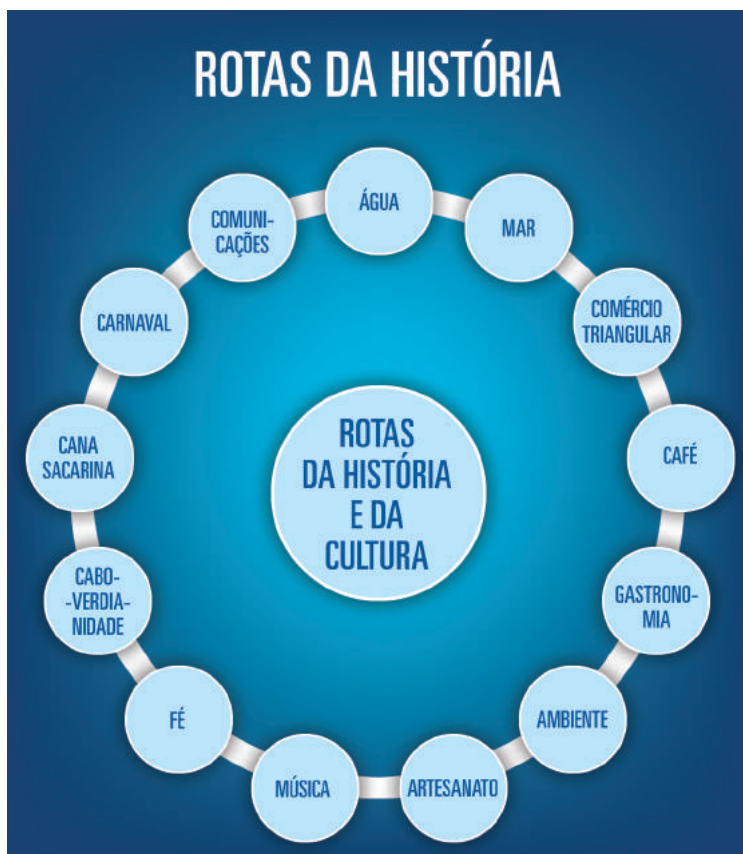 ROTAS DA HISTÓRIA
ÁGUA
MAR
COMÉRCIO
TRIANGULAR
CAFÉ
GASTRONO-
MIA
AMBIENTE
ARTESANATO
MÚSICA
FÉ
CABO-
-VERDIA-
NIDADE
CANA
SACARINA
CARNAVAL
COMUNI-
CAÇÕES
ROTAS
DA HISTÓRIA
E DA
CULTURA